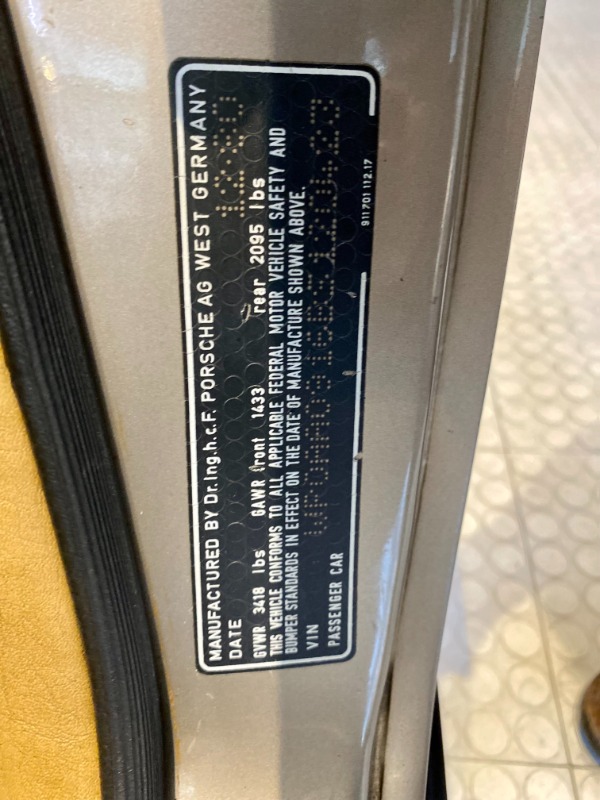 MANUFACTURED BY Dr.Ing.h.c.F. PORSCHE AG WEST GERMANY
DATE 12·80
GVWR 3418 lbs GAWR front 1433 rear 2095 lbs
THIS VEHICLE CONFORMS TO ALL APPLICABLE FEDERAL MOTOR VEHICLE SAFETY AND
BUMPER STANDARDS IN EFFECT ON THE DATE OF MANUFACTURE SHOWN ABOVE.
VIN
PASSENGER CAR
911 701 112.17